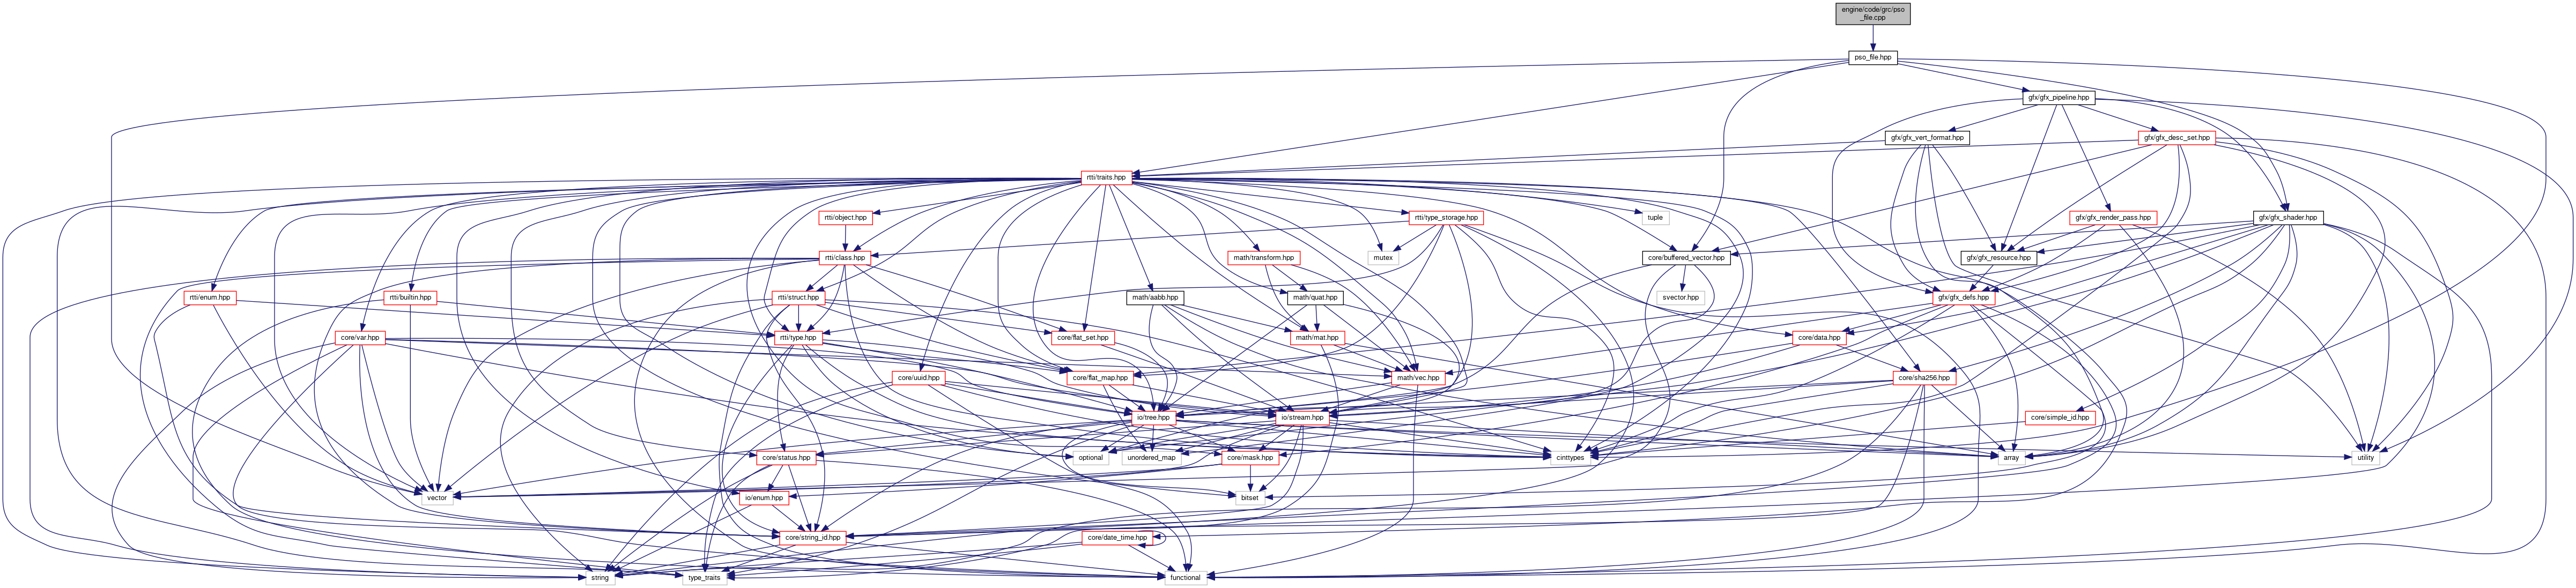 engine/code/grc/pso
_file.cpp
pso_file.hpp
gfx/gfx_pipeline.hpp
gfx/gfx_vert_format.hpp
gfx/gfx_desc_set.hpp
rtti/traits.hpp
rtti/object.hpp
rtti/type_storage.hpp
tuple
gfx/gfx_render_pass.hpp
gfx/gfx_shader.hpp
rtti/class.hpp
mutex
math/transform.hpp
core/buffered_vector.hpp
gfx/gfx_resource.hpp
rtti/enum.hpp
rtti/builtin.hpp
rtti/struct.hpp
math/aabb.hpp
math/quat.hpp
svector.hpp
gfx/gfx_defs.hpp
core/var.hpp
rtti/type.hpp
core/flat_set.hpp
math/mat.hpp
core/data.hpp
core/uuid.hpp
core/flat_map.hpp
math/vec.hpp
core/sha256.hpp
io/tree.hpp
io/stream.hpp
core/simple_id.hpp
core/status.hpp
optional
unordered_map
core/mask.hpp
cinttypes
array
utility
vector
io/enum.hpp
bitset
core/string_id.hpp
core/date_time.hpp
string
type_traits
functional